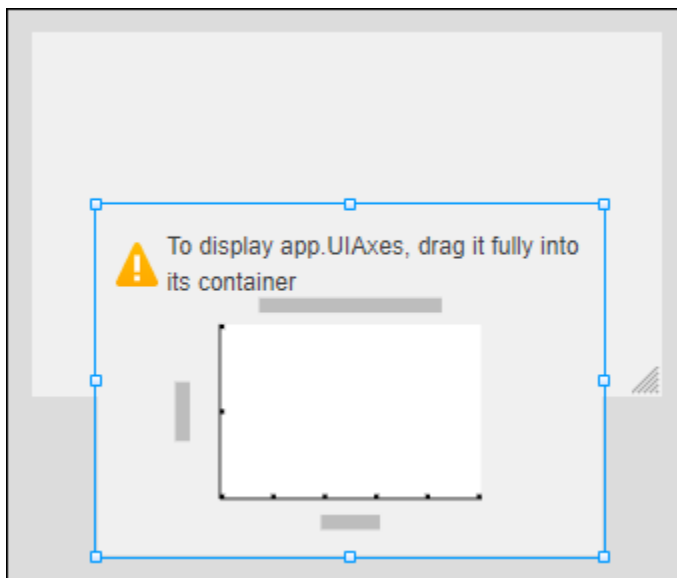 To display app.UIAxes, drag it fully into
its container